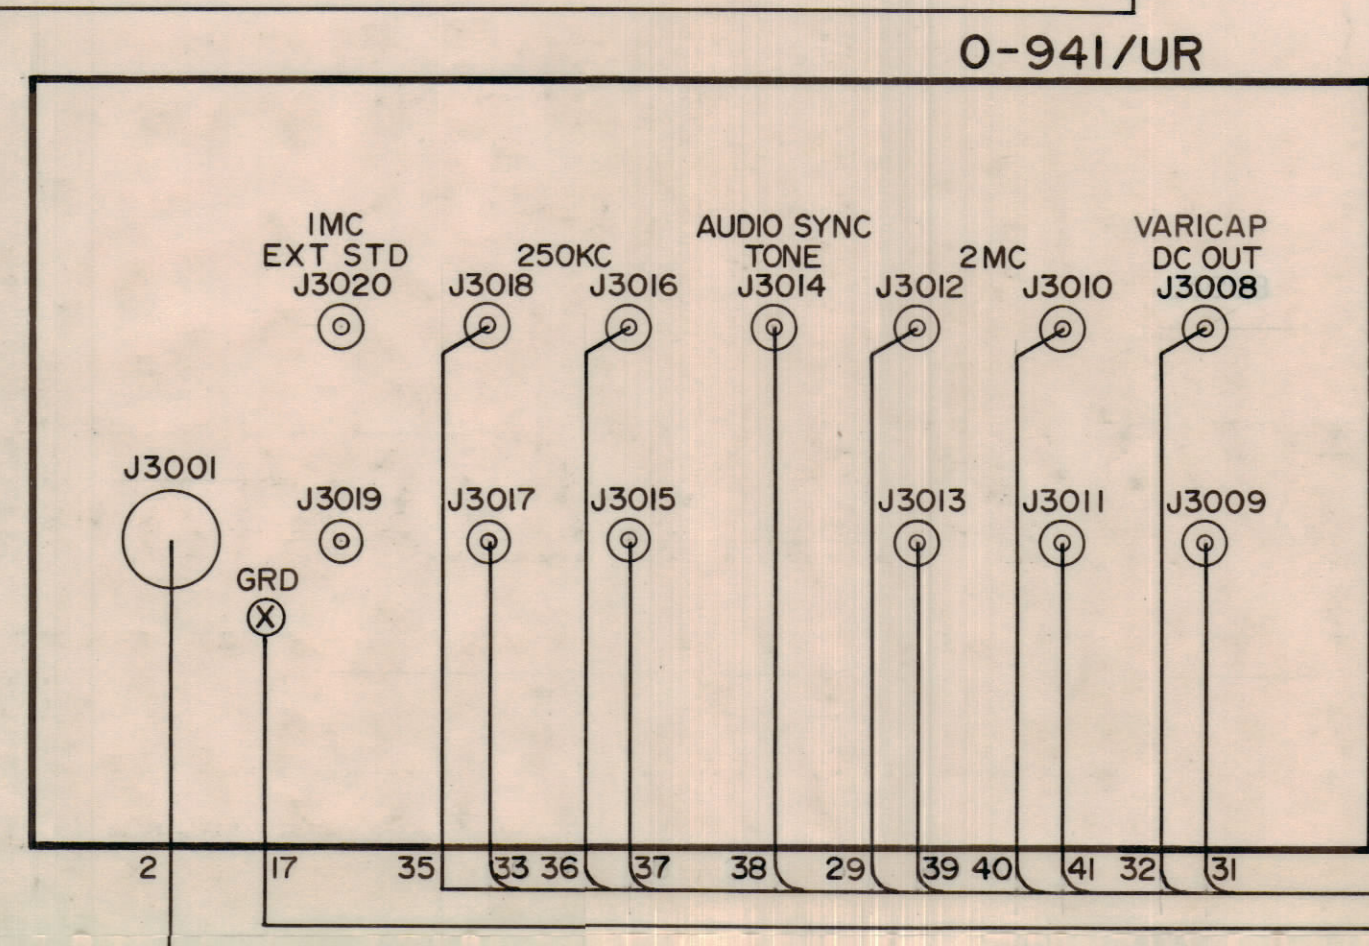 O-941/UR
1MC
EXT STD
J3020
250KC
J3018
J3016
AUDIO SYNC
TONE
J3014
2MC
J3012
J3010
VARICAP
DC OUT
J3008
J3001
J3019
J3017
J3015
J3013
J3011
J3009
GRD
2 17 35 33 36 37 38 29 39 40 41 32 31